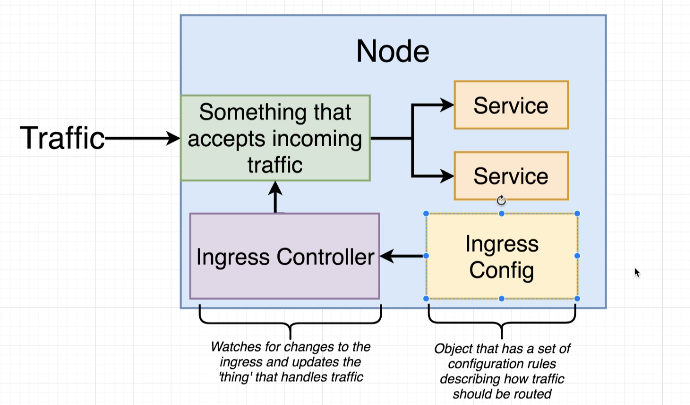 Node
Traffic
Something that
accepts incoming
traffic
Service
Service
Ingress Controller
Ingress
Config
Watches for changes to the
ingress and updates the
'thing' that handles traffic
Object that has a set of
configuration rules
describing how traffic
should be routed